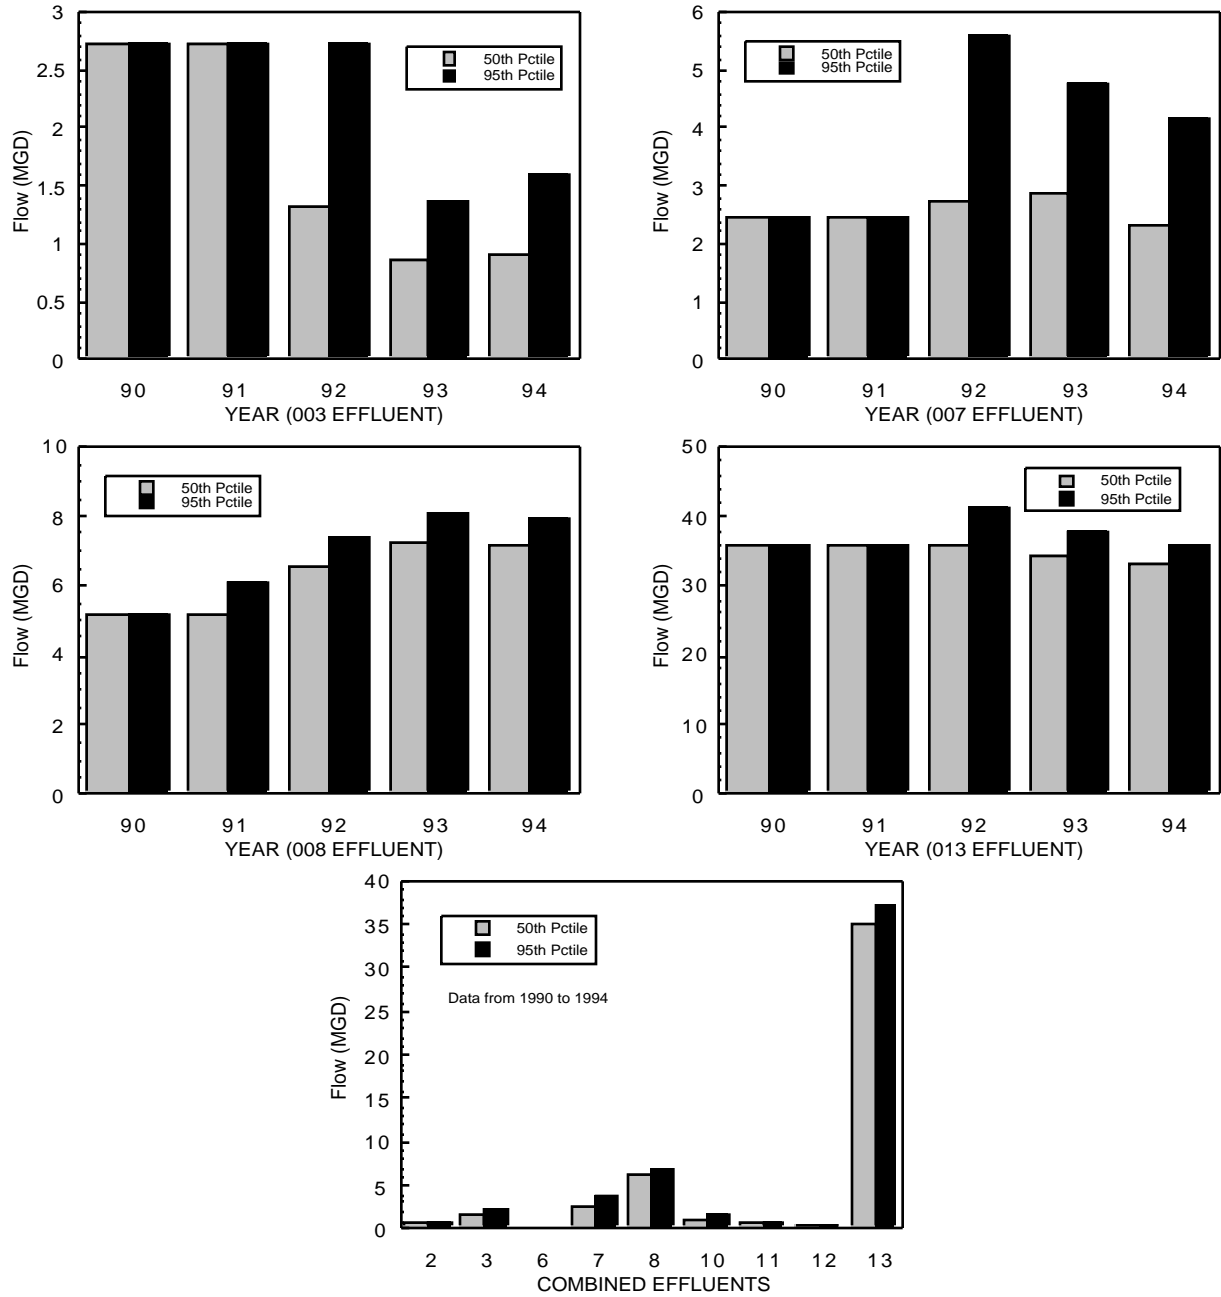 3
2.5
2
1.5
1
0.5
0
Flow (MGD)
50th Pctile
95th Pctile
90 91 92 93 94
YEAR (003 EFFLUENT)
6
5
4
3
2
1
0
Flow (MGD)
50th Pctile
95th Pctile
90 91 92 93 94
YEAR (007 EFFLUENT)
10
8
6
4
2
0
Flow (MGD)
50th Pctile
95th Pctile
90 91 92 93 94
YEAR (008 EFFLUENT)
50
40
30
20
10
0
Flow (MGD)
50th Pctile
95th Pctile
90 91 92 93 94
YEAR (013 EFFLUENT)
40
35
30
25
20
15
10
5
0
Flow (MGD)
50th Pctile
95th Pctile
Data from 1990 to 1994
2 3 6 7 8 10 11 12 13
COMBINED EFFLUENTS